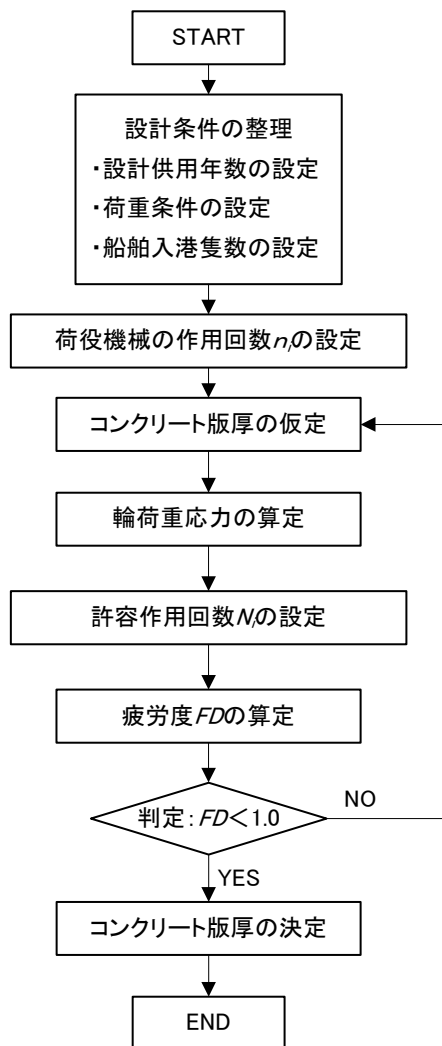 START
設計条件の整理
・設計供用年数の設定
・荷重条件の設定
・船舶入港隻数の設定
荷役機械の作用回数niの設定
コンクリート版厚の仮定
輪荷重応力の算定
許容作用回数Niの設定
疲労度FDの算定
判定：FD＜1.0
NO
YES
コンクリート版厚の決定
END